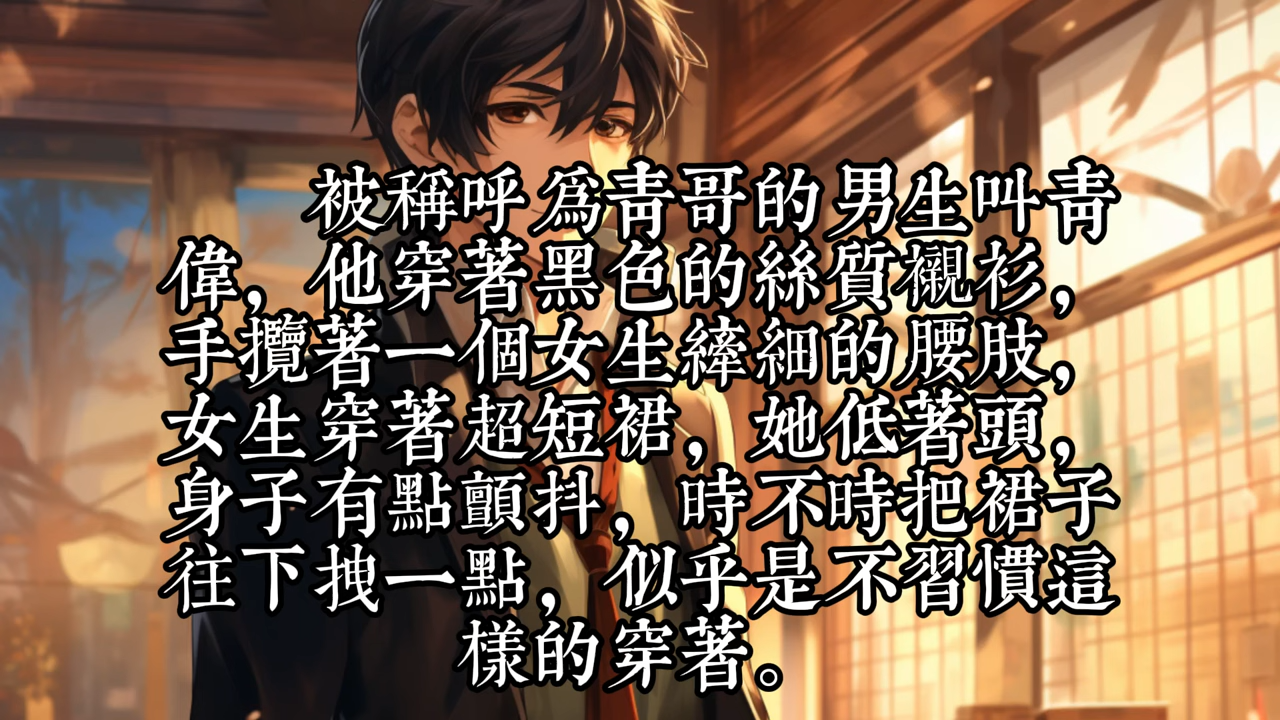 被稱呼爲青哥的男生叫青
偉，他穿著黑色的絲質襯衫，
手攬著一個女生縴細的腰肢，
女生穿著超短裙，她低著頭，
身子有點顫抖，時不時把裙子
往下拽一點，似乎是不習慣這
樣的穿著。